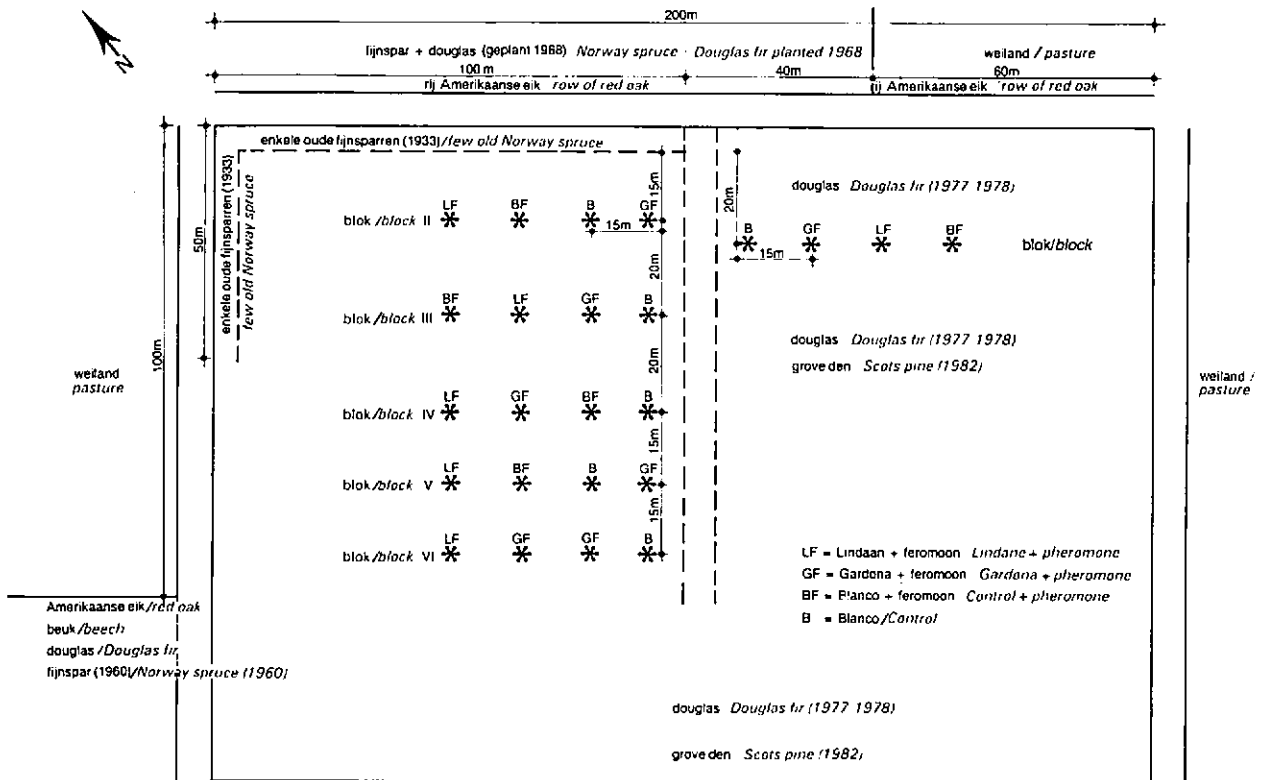 N
200m
fijnspar + douglas (geplant 1968) Norway spruce · Douglas fir planted 1968
weiland / pasture
100 m
40m
60m
rij Amerikaanse eik row of red oak
rij Amerikaanse eik row of red oak
enkele oude fijnsparren (1933)/few old Norway spruce
enkele oude fijnsparren (1933)
few old Norway spruce
50m
100m
15m
20m
douglas Douglas fir (1977 1978)
LF BF B GF
blok/block II
15m
B GF LF BF
blok/block
15m
20m
BF LF GF B
blok/block III
douglas Douglas fir (1977 1978)
grove den Scots pine (1982)
20m
weiland
pasture
weiland /
pasture
LF GF BF B
blok/block IV
15m
LF BF B GF
blok/block V
15m
LF GF GF B
blok/block VI
LF = Lindaan + feromoon Lindane + pheromone
GF = Gardona + feromoon Gardona + pheromone
BF = Blanco + feromoon Control + pheromone
B = Blanco/Control
Amerikaanse eik/red oak
beuk/beech
douglas/Douglas fir
fijnspar (1960)/Norway spruce (1960)
douglas Douglas fir (1977 1978)
grove den Scots pine (1982)